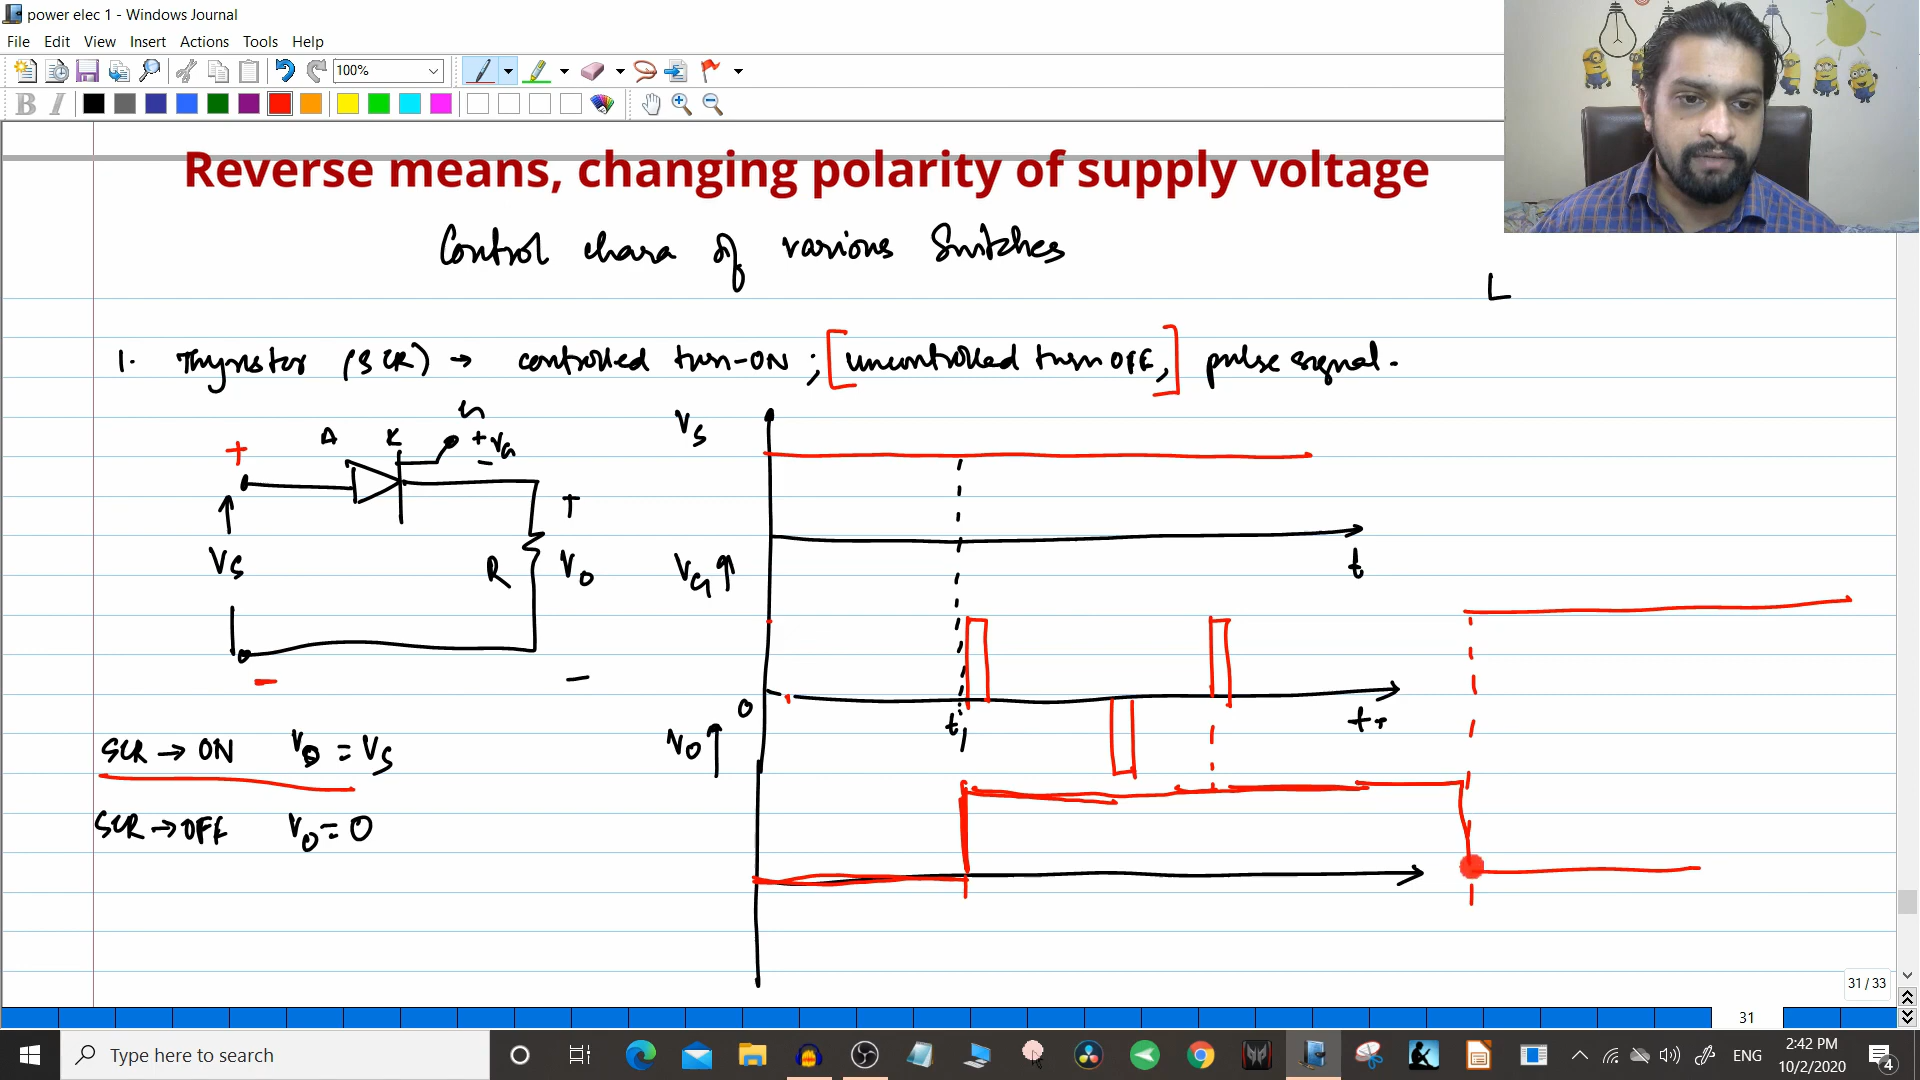 power elec 1 - Windows Journal
File Edit View Insert Actions Tools Help
100%
B I
Reverse means, changing polarity of supply voltage
Control chara of various Switches
L
1. Thyristor (SCR) → controlled turn-ON ; [uncontrolled turn OFF,] pulse signal.
A K G
+ VG -
+
VS
-
R
+
VO
-
VS
t
VG ↑
0
t1
t
VO ↑
SCR → ON VO = VS
SCR → OFF VO = 0
31 / 33
31
Type here to search
ENG
2:42 PM
10/2/2020
4